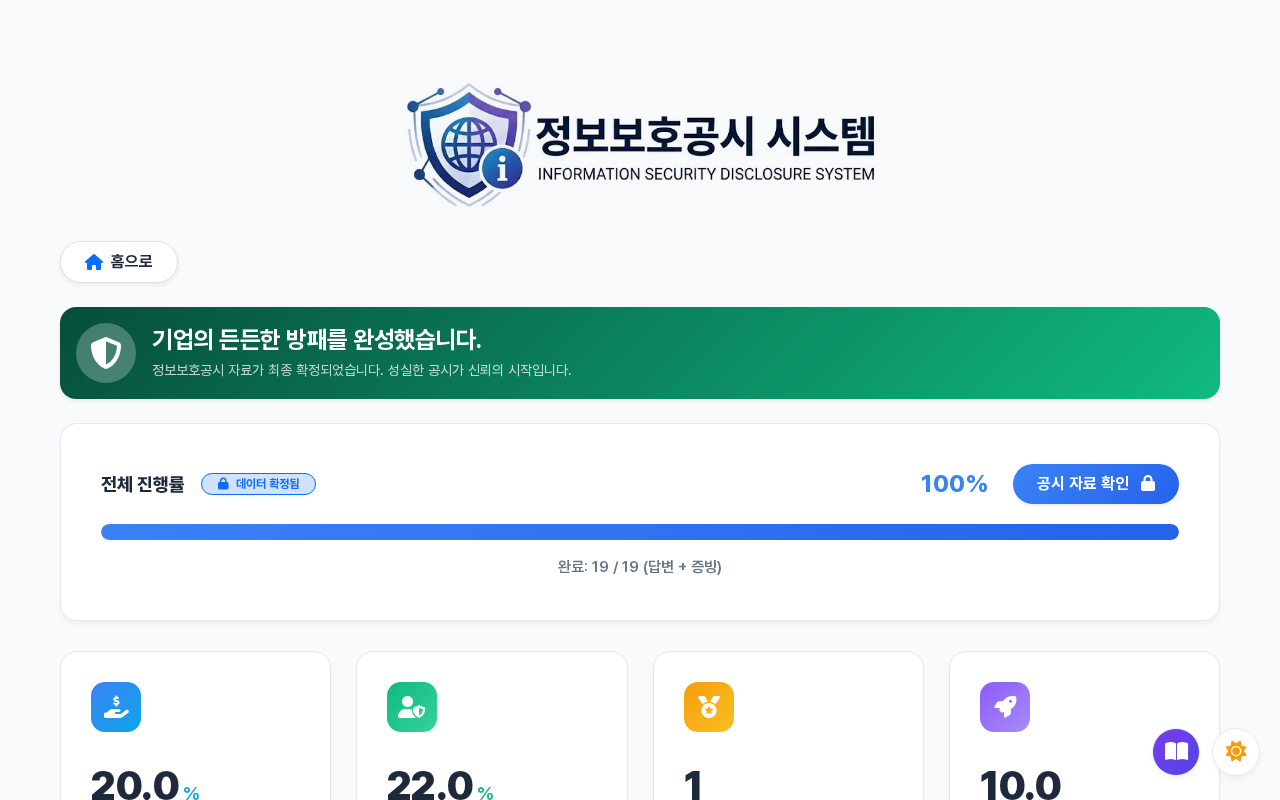 정보보호공시 시스템
INFORMATION SECURITY DISCLOSURE SYSTEM
홈으로
기업의 든든한 방패를 완성했습니다.
정보보호공시 자료가 최종 확정되었습니다. 성실한 공시가 신뢰의 시작입니다.
전체 진행률 데이터 확정됨 100% 공시 자료 확인
완료: 19 / 19 (답변 + 증빙)
20.0% 22.0% 1 10.0